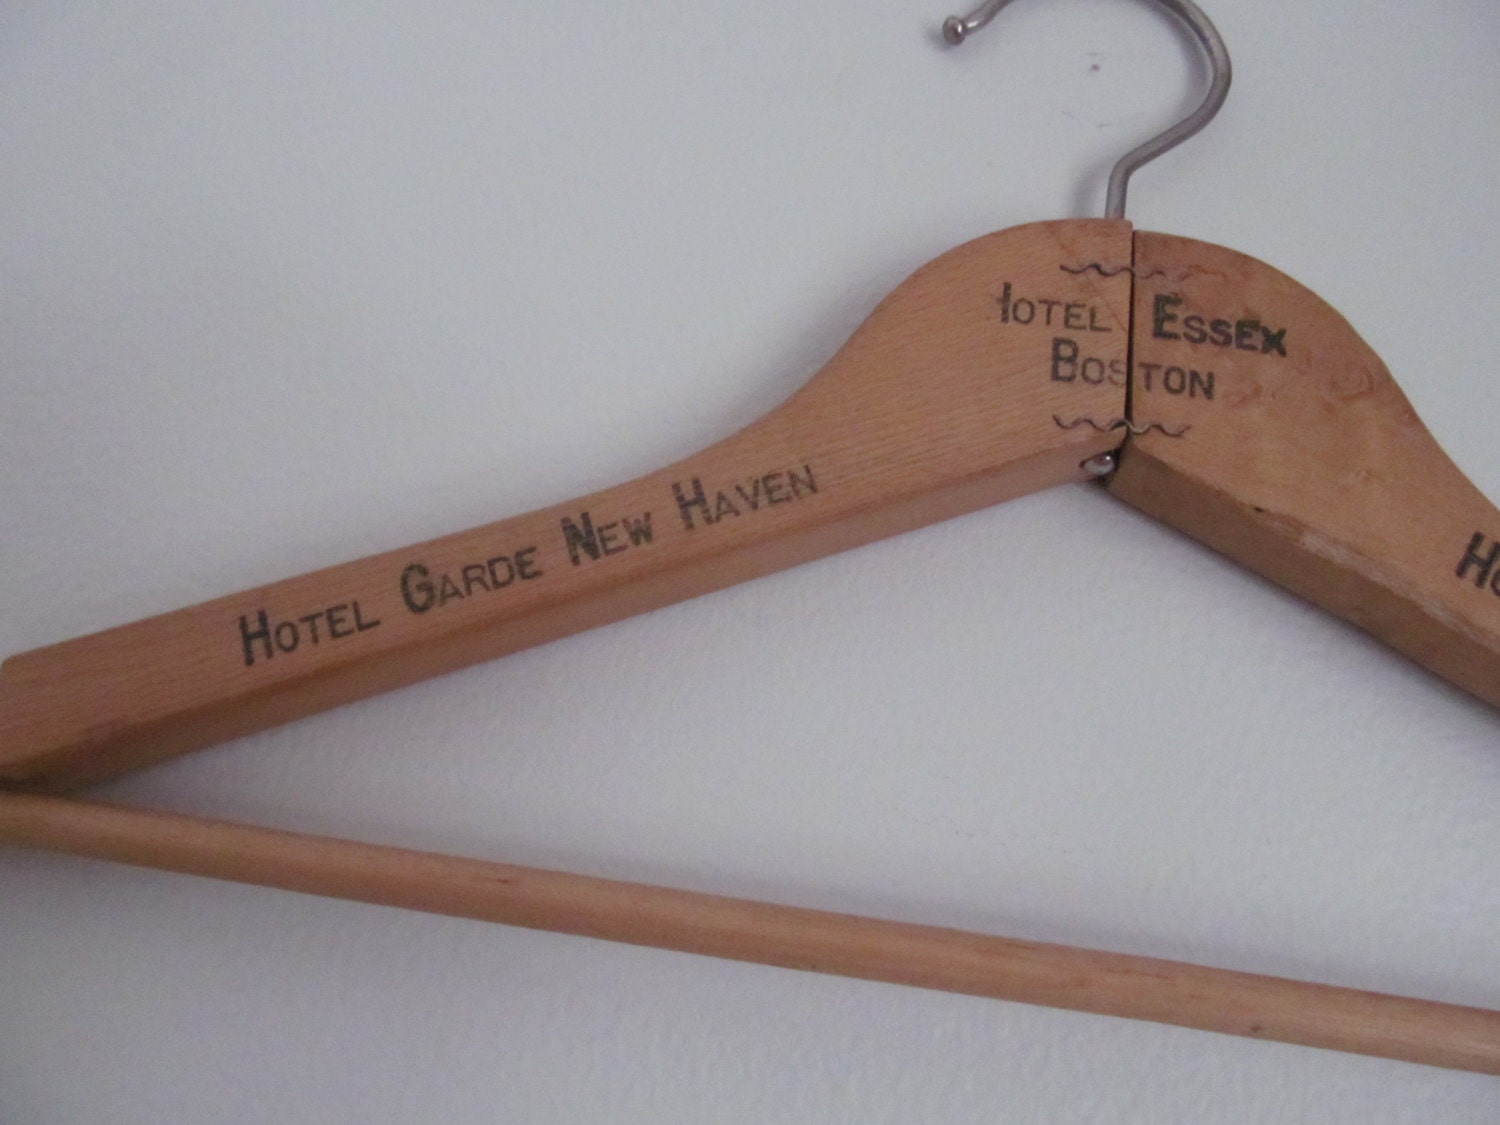 Hotel Essex
Boston
Hotel Garde New Haven